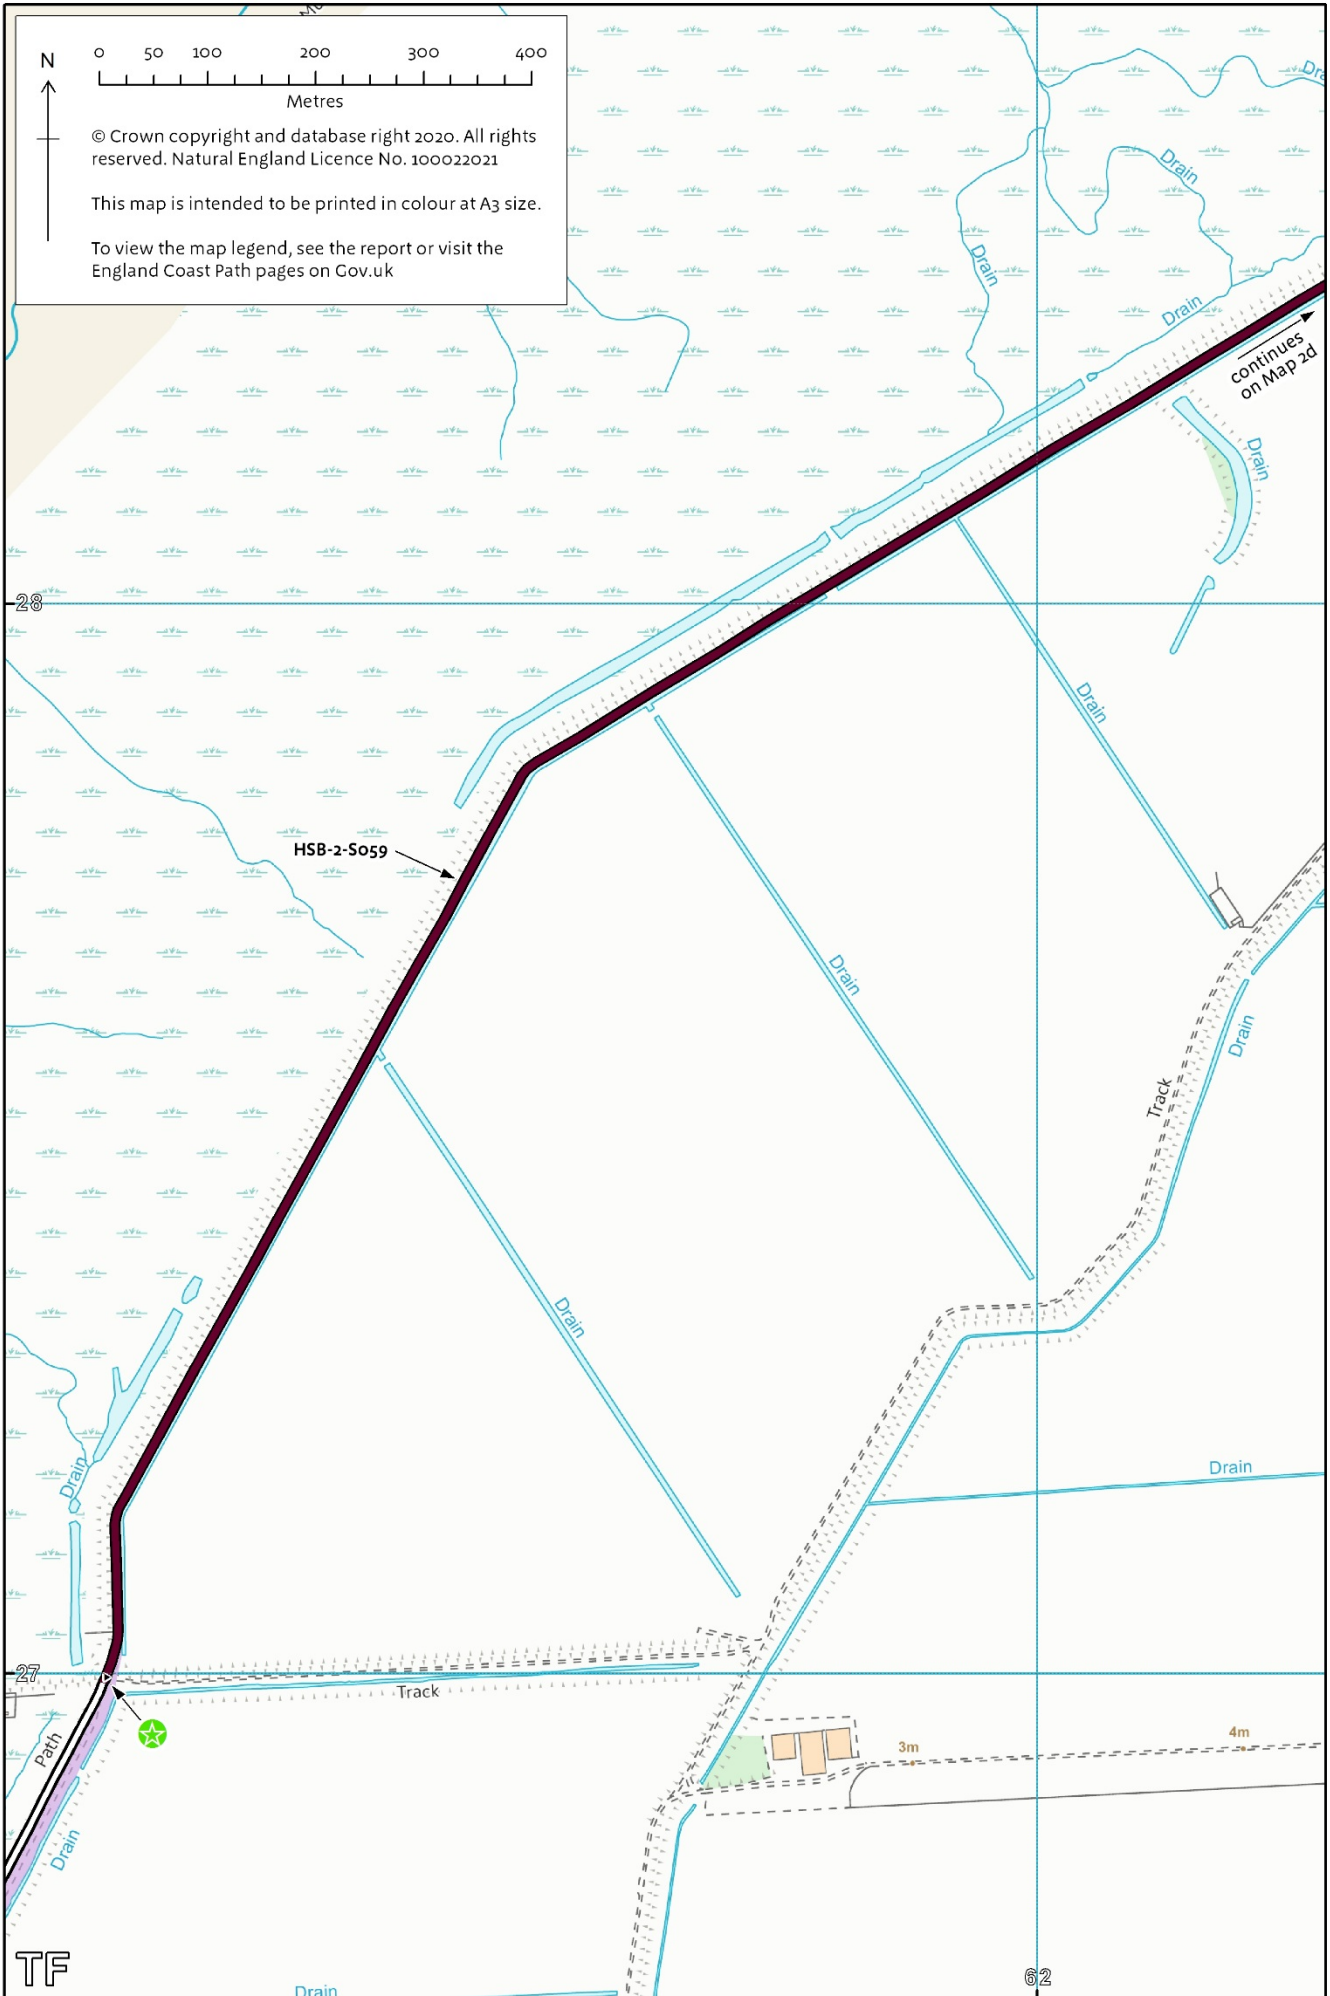 N
0 50 100 200 300 400
Metres
© Crown copyright and database right 2020. All rights
reserved. Natural England Licence No. 100022021
This map is intended to be printed in colour at A3 size.
To view the map legend, see the report or visit the
England Coast Path pages on Gov.uk
Drain
Drain
Drain
continues
on Map 2d
Drain
28
Drain
HSB-2-S059
Drain
Drain
Track
Drain
Drain
Drain
27
Track
Path
3m
4m
Drain
TF
62
Drain